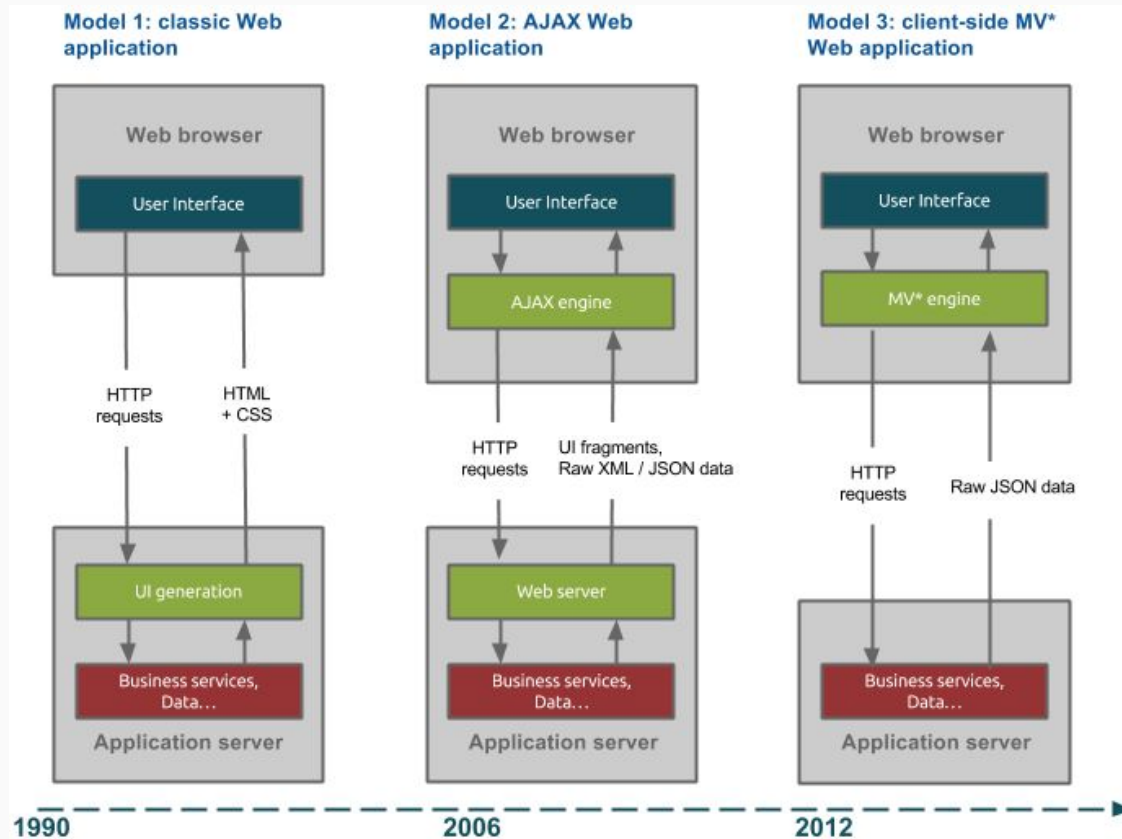 Model 1: classic Web
application
Web browser
User Interface
HTTP
requests
HTML
+ CSS
UI generation
Business services,
Data…
Application server
Model 2: AJAX Web
application
Web browser
User Interface
AJAX engine
HTTP
requests
UI fragments,
Raw XML / JSON data
Web server
Business services,
Data…
Application server
Model 3: client-side MV*
Web application
Web browser
User Interface
MV* engine
HTTP
requests
Raw JSON data
Business services,
Data…
Application server
1990
2006
2012